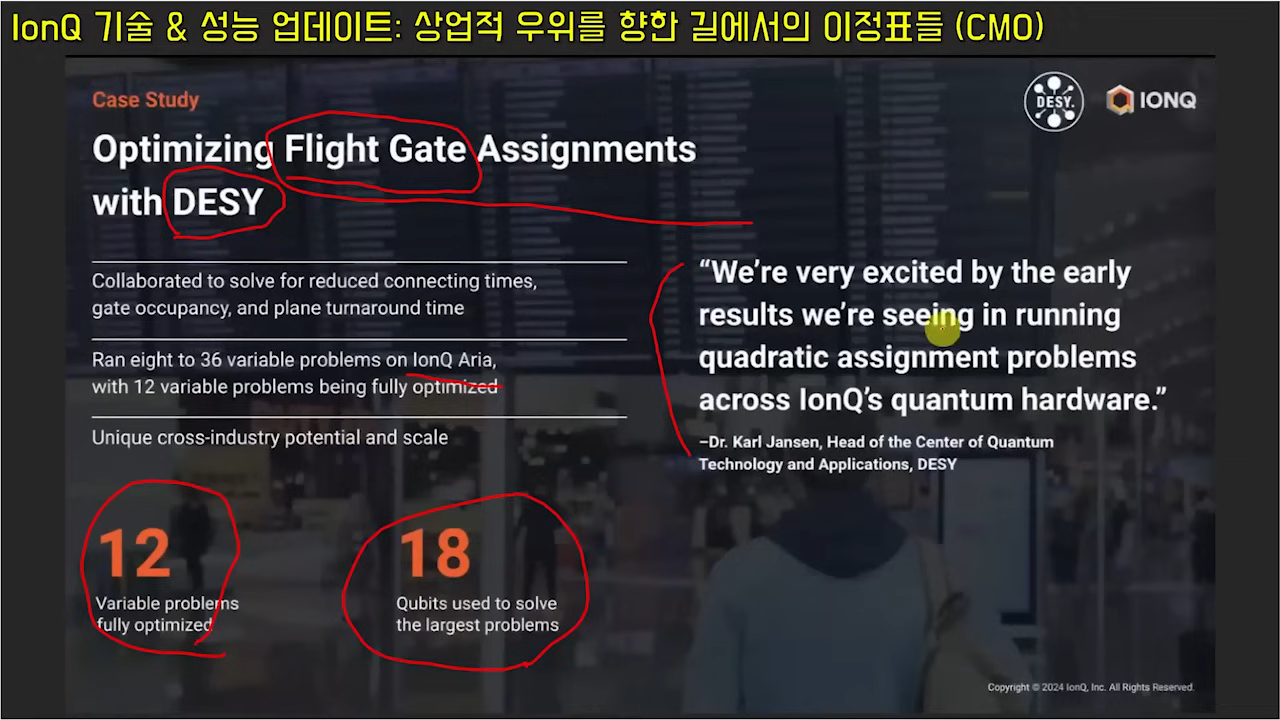 IonQ 기술 & 성능 업데이트: 상업적 우위를 향한 길에서의 이정표들 (CMO)
DESY.
IONQ
Case Study
Optimizing Flight Gate Assignments
with DESY
Collaborated to solve for reduced connecting times,
gate occupancy, and plane turnaround time
Ran eight to 36 variable problems on IonQ Aria,
with 12 variable problems being fully optimized
Unique cross-industry potential and scale
12
Variable problems
fully optimized
18
Qubits used to solve
the largest problems
“We’re very excited by the early
results we’re seeing in running
quadratic assignment problems
across IonQ’s quantum hardware.”
–Dr. Karl Jansen, Head of the Center of Quantum
Technology and Applications, DESY
Copyright © 2024 IonQ, Inc. All Rights Reserved.